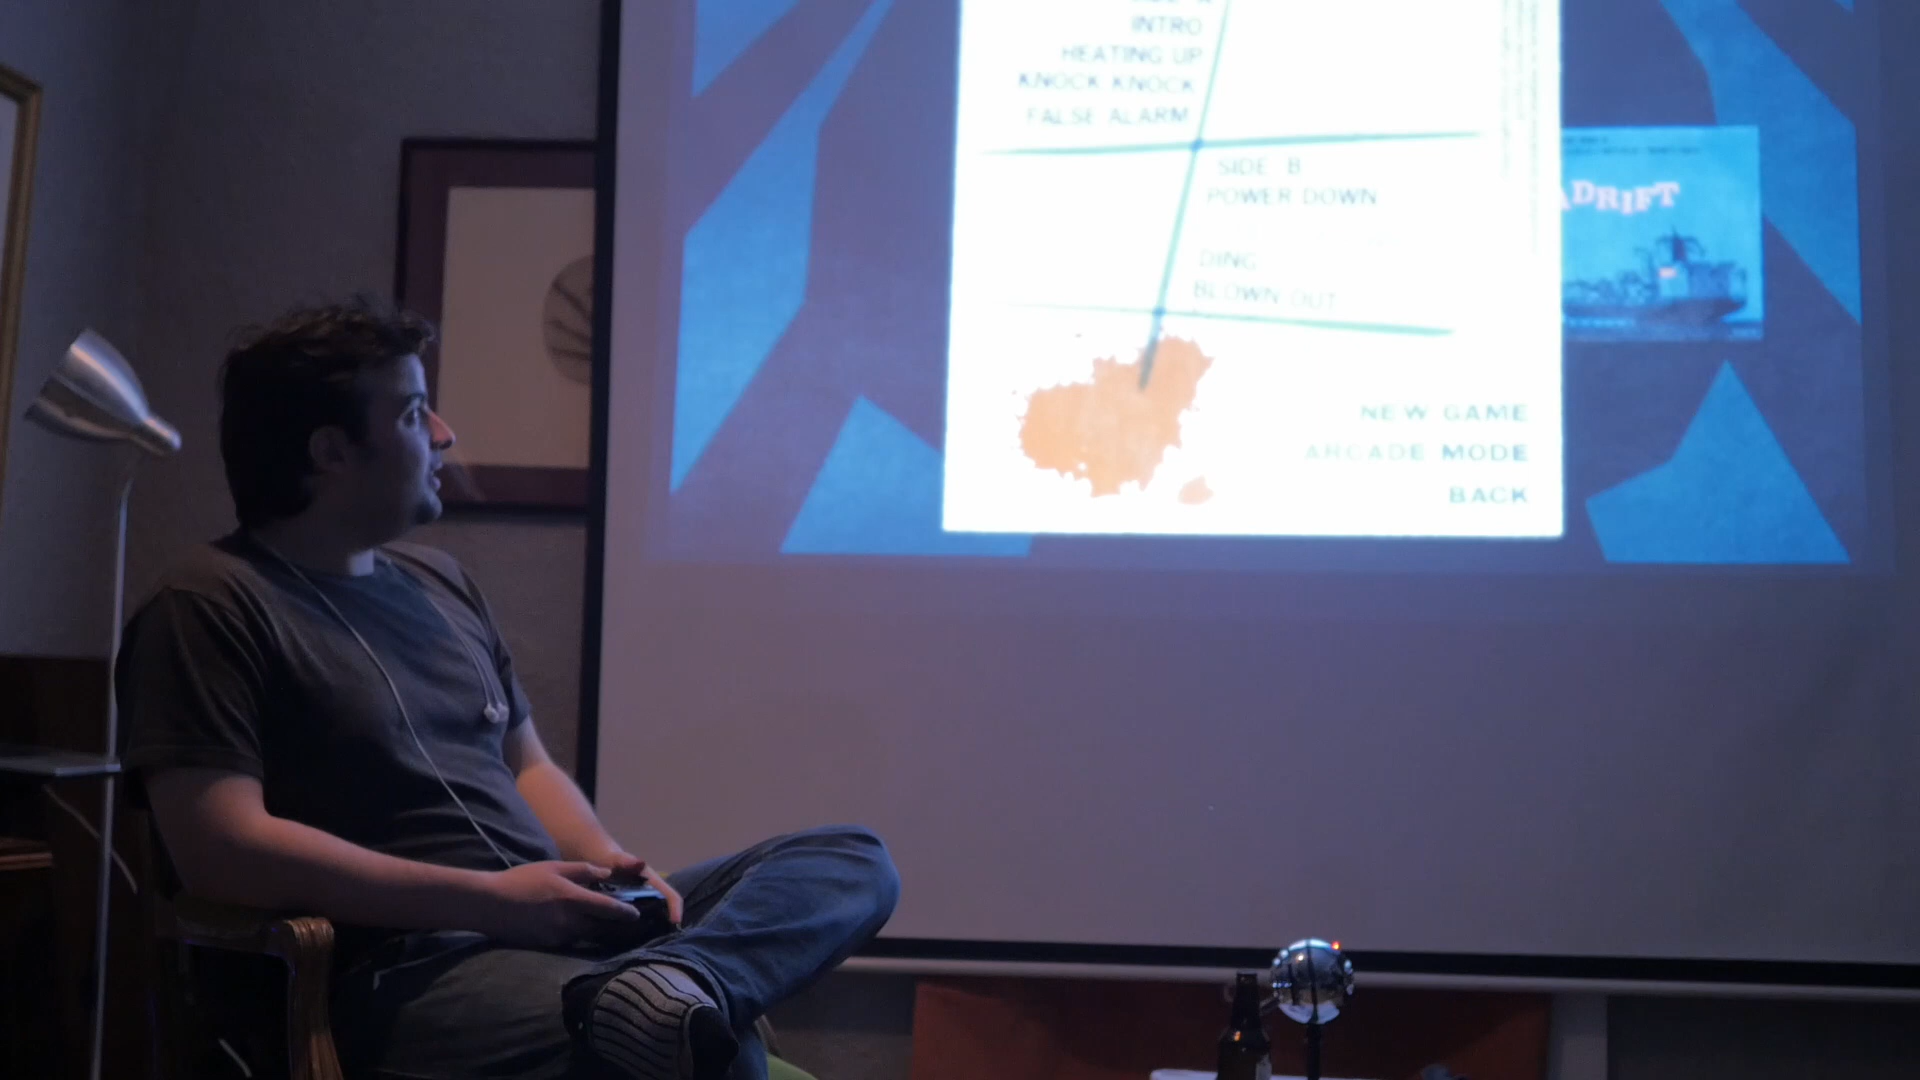 INTRO
HEATING UP
KNOCK KNOCK
FALSE ALARM
SIDE B
POWER DOWN
DING
BLOWN OUT
NEW GAME
ARCADE MODE
BACK
ADRIFT